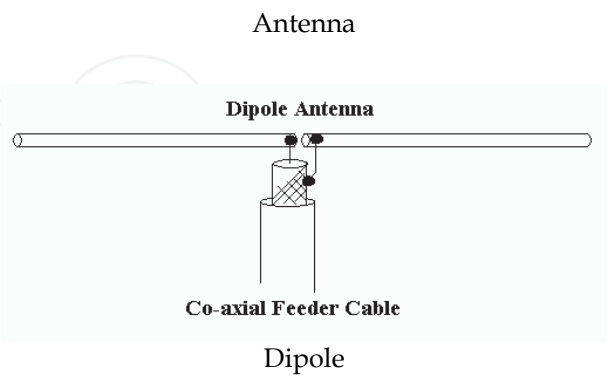 Antenna
Dipole Antenna
Co-axial Feeder Cable
Dipole